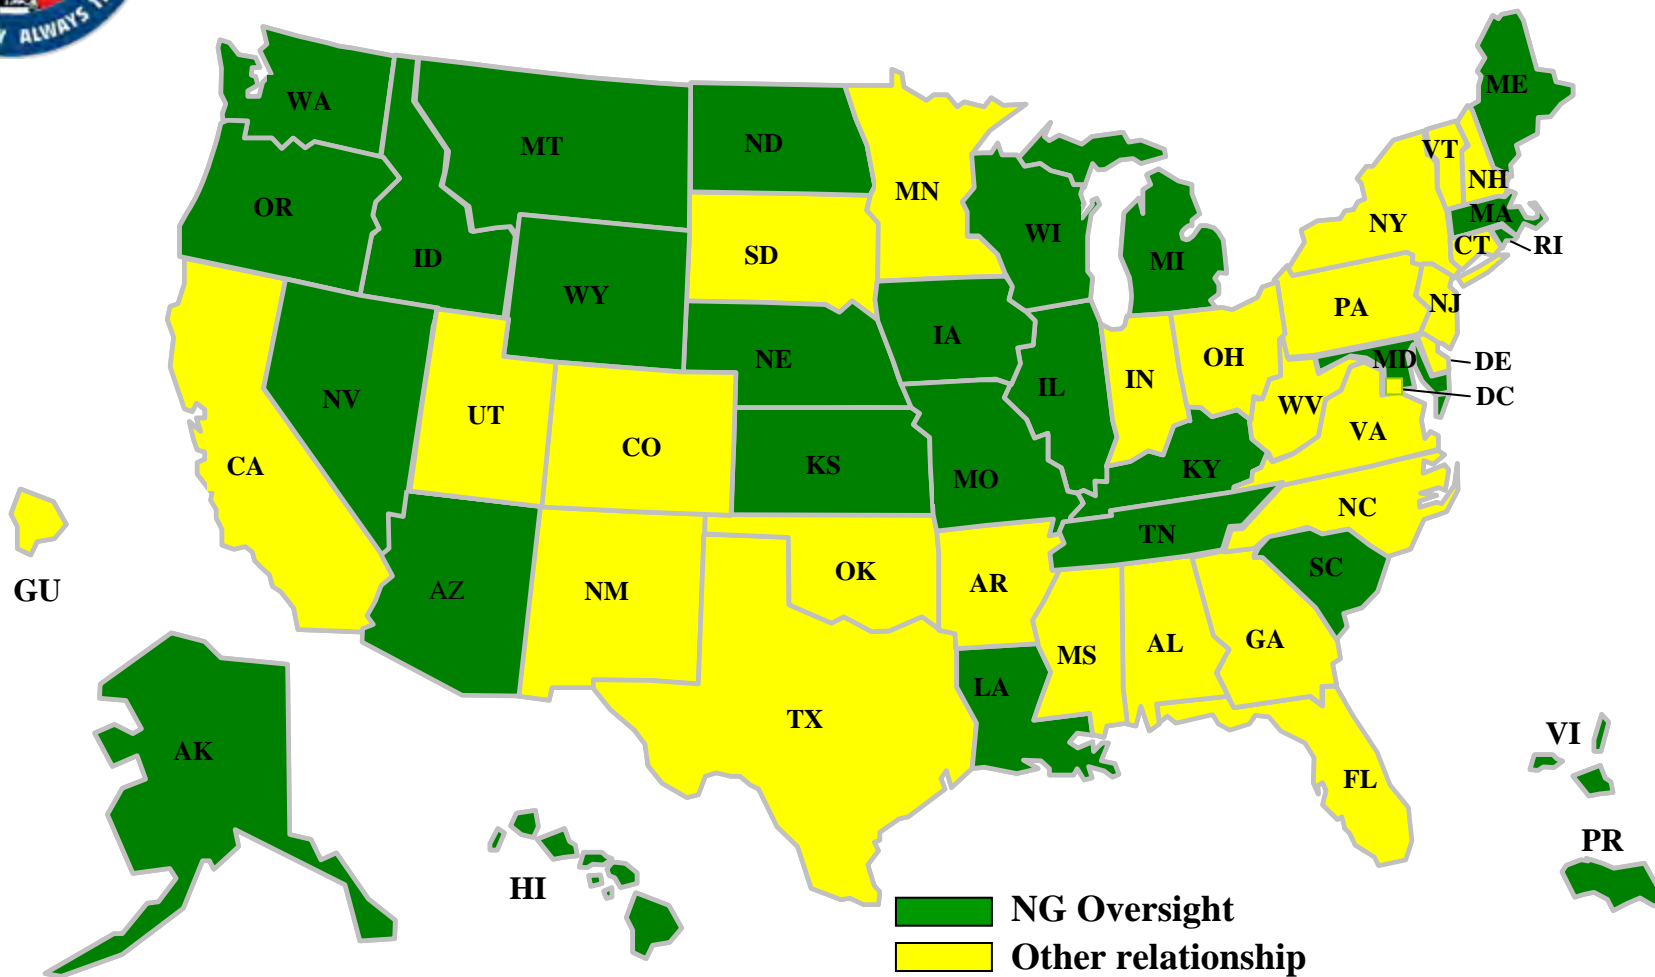 Y ALWAYS T
WA
MT
ND
MN
ME
VT
NH
OR
ID
SD
WI
NY
MA
CT
RI
MI
WY
PA
NJ
IA
NE
OH
MD
DE
NV
IN
IL
DC
UT
WV
CO
VA
CA
KS
KY
MO
NC
TN
OK
SC
GU
AZ
NM
AR
MS
AL
GA
LA
TX
VI
AK
FL
PR
HI
NG Oversight
Other relationship